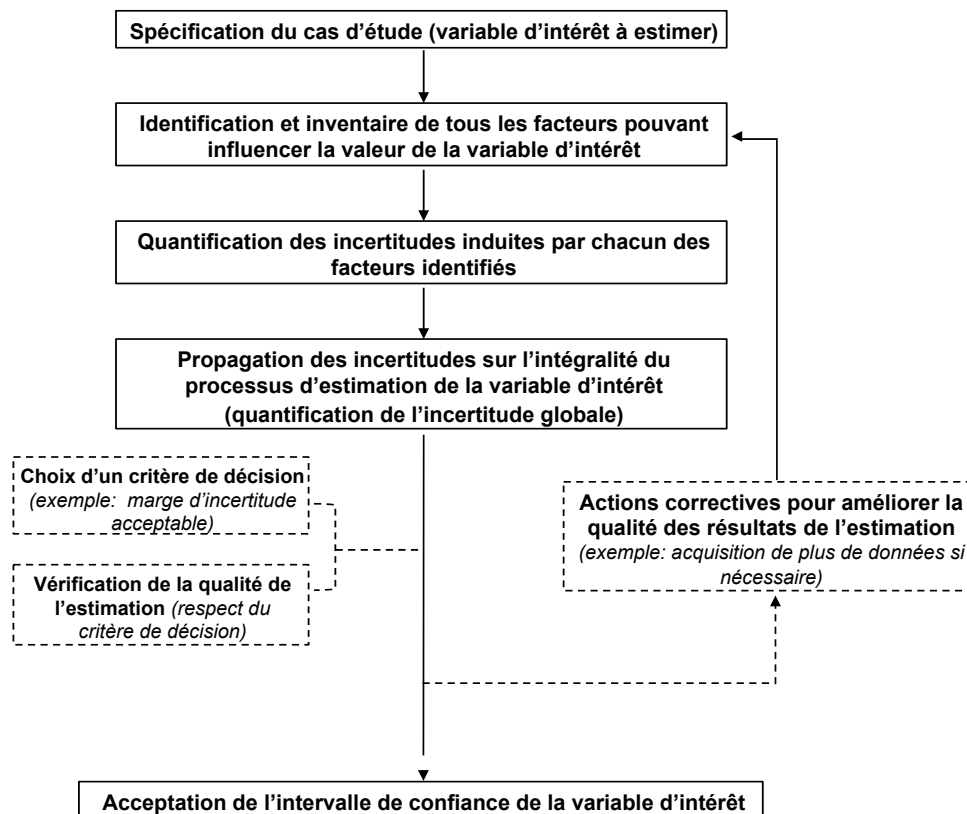 Spécification du cas d'étude (variable d'intérêt à estimer)
Identification et inventaire de tous les facteurs pouvant
influencer la valeur de la variable d'intérêt
Quantification des incertitudes induites par chacun des
facteurs identifiés
Propagation des incertitudes sur l'intégralité du
processus d'estimation de la variable d'intérêt
(quantification de l'incertitude globale)
Choix d'un critère de décision
(exemple: marge d'incertitude
acceptable)
Vérification de la qualité de
l'estimation (respect du
critère de décision)
Actions correctives pour améliorer la
qualité des résultats de l'estimation
(exemple: acquisition de plus de données si
nécessaire)
Acceptation de l'intervalle de confiance de la variable d'intérêt